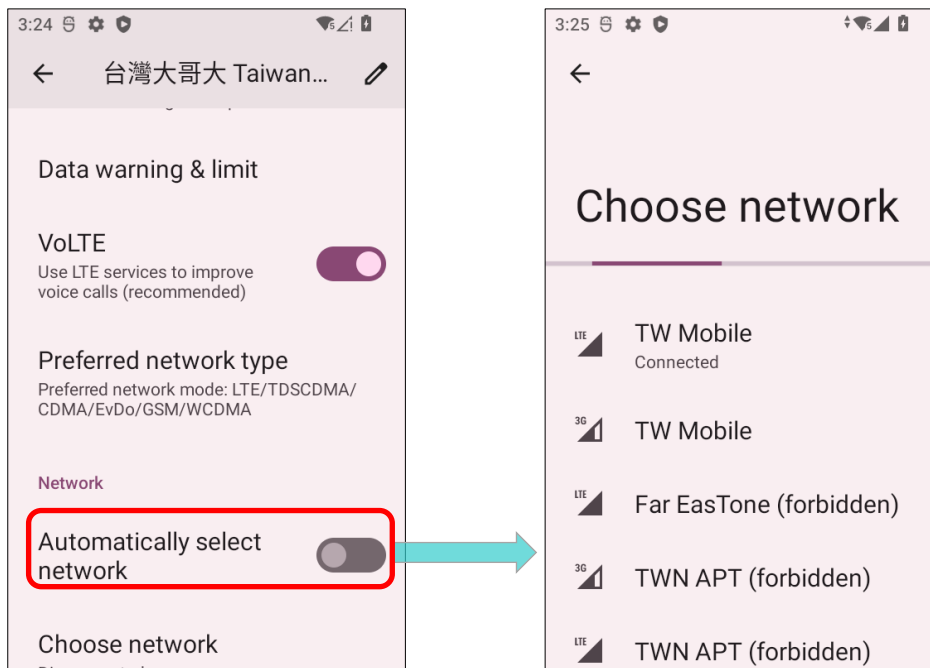 3:24
台灣大哥大 Taiwan...
Data warning & limit
VoLTE
Use LTE services to improve
voice calls (recommended)
Preferred network type
Preferred network mode: LTE/TDSCDMA/
CDMA/EvDo/GSM/WCDMA
Network
Automatically select
network
Choose network
3:25
Choose network
LTE
TW Mobile
Connected
3G
TW Mobile
LTE
Far EasTone (forbidden)
3G
TWN APT (forbidden)
LTE
TWN APT (forbidden)